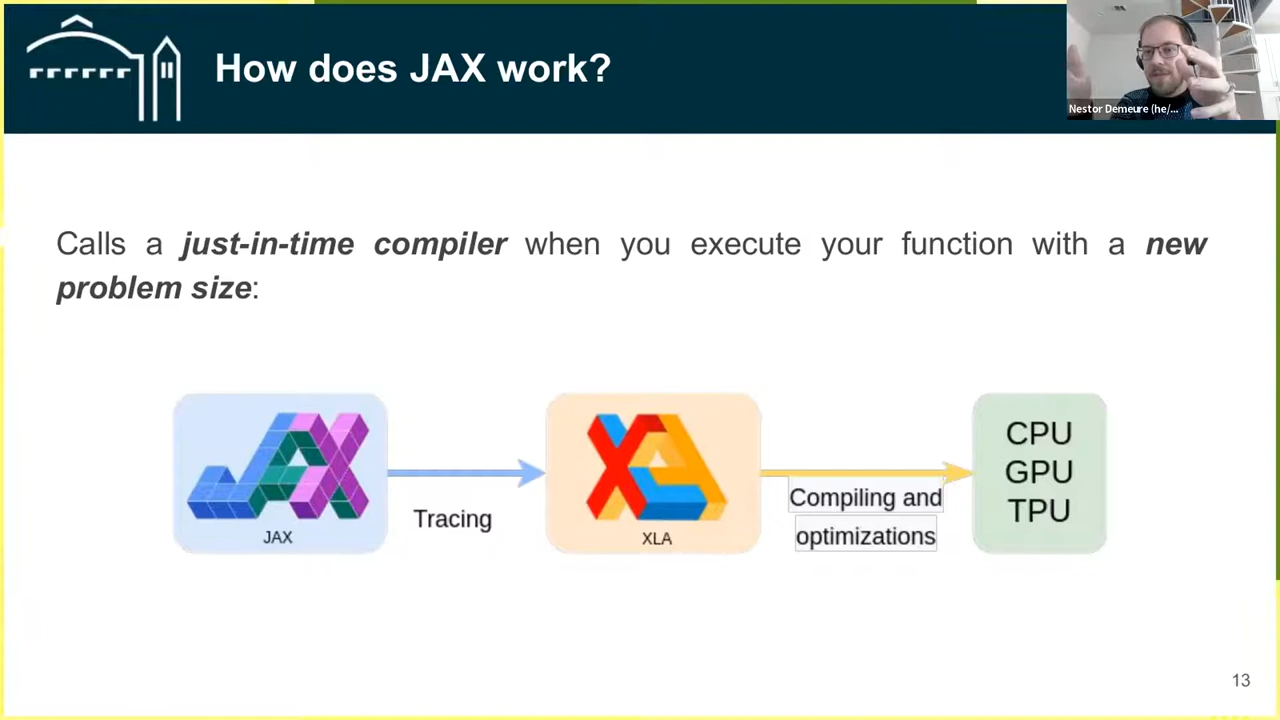 How does JAX work?
Nestor Demeure (he/...
Calls a just-in-time compiler when you execute your function with a new
problem size:
JAX
Tracing
XLA
Compiling and
optimizations
CPU
GPU
TPU
13